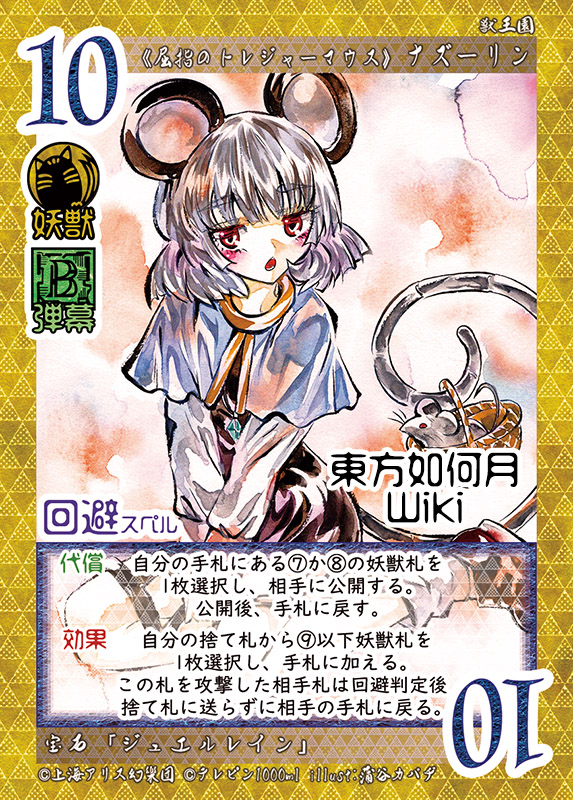 獣王園
10
《屈指のトレジャーマウス》 ナズーリン
妖獣
B
弾幕
東方如何月
Wiki
回避スペル
代償 自分の手札にある⑦か⑧の妖獣札を
1枚選択し、相手に公開する。
公開後、手札に戻す。
効果 自分の捨て札から⑨以下妖獣札を
1枚選択し、手札に加える。
この札を攻撃した相手札は回避判定後
捨て札に送らずに相手の手札に戻る。
10
宝石「ジュエルレイン」
©上海アリス幻樂団 ©テレピン1000ml illust:蒲谷カバヂ